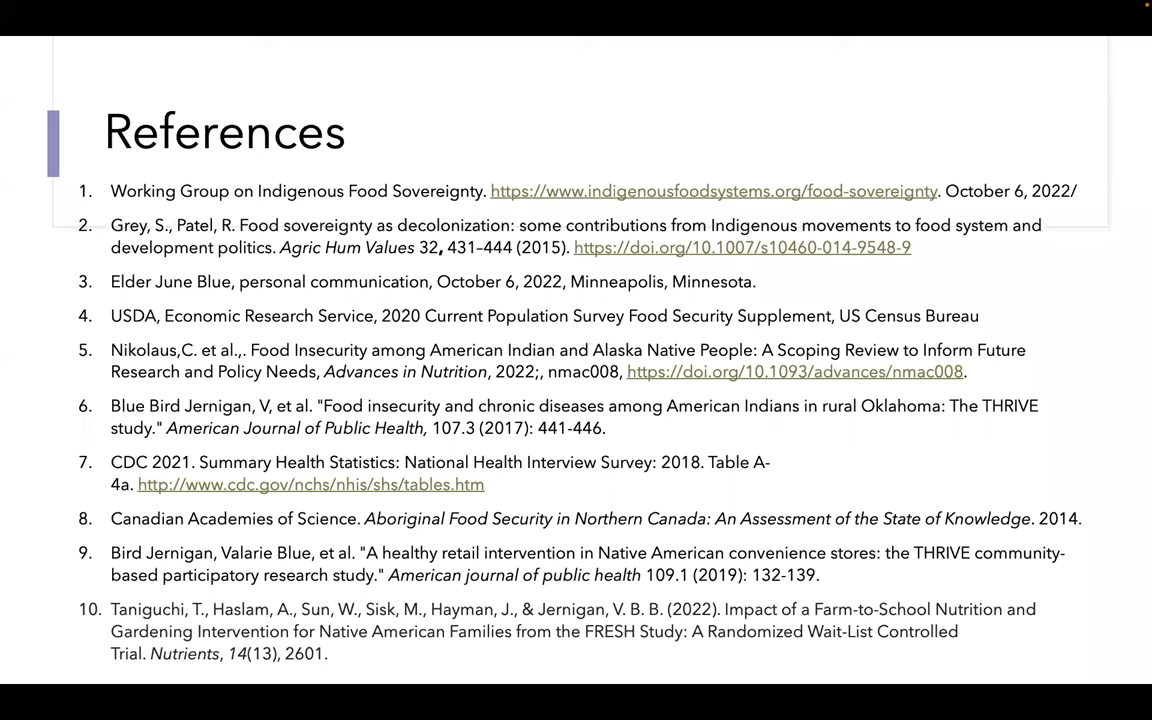 References
1. Working Group on Indigenous Food Sovereignty. https://www.indigenousfoodsystems.org/food-sovereignty. October 6, 2022/
2. Grey, S., Patel, R. Food sovereignty as decolonization: some contributions from Indigenous movements to food system and
development politics. Agric Hum Values 32, 431–444 (2015). https://doi.org/10.1007/s10460-014-9548-9
3. Elder June Blue, personal communication, October 6, 2022, Minneapolis, Minnesota.
4. USDA, Economic Research Service, 2020 Current Population Survey Food Security Supplement, US Census Bureau
5. Nikolaus,C. et al.,. Food Insecurity among American Indian and Alaska Native People: A Scoping Review to Inform Future
Research and Policy Needs, Advances in Nutrition, 2022;, nmac008, https://doi.org/10.1093/advances/nmac008.
6. Blue Bird Jernigan, V, et al. "Food insecurity and chronic diseases among American Indians in rural Oklahoma: The THRIVE
study." American Journal of Public Health, 107.3 (2017): 441-446.
7. CDC 2021. Summary Health Statistics: National Health Interview Survey: 2018. Table A-
4a. http://www.cdc.gov/nchs/nhis/shs/tables.htm
8. Canadian Academies of Science. Aboriginal Food Security in Northern Canada: An Assessment of the State of Knowledge. 2014.
9. Bird Jernigan, Valarie Blue, et al. "A healthy retail intervention in Native American convenience stores: the THRIVE community-
based participatory research study." American journal of public health 109.1 (2019): 132-139.
10. Taniguchi, T., Haslam, A., Sun, W., Sisk, M., Hayman, J., & Jernigan, V. B. B. (2022). Impact of a Farm-to-School Nutrition and
Gardening Intervention for Native American Families from the FRESH Study: A Randomized Wait-List Controlled
Trial. Nutrients, 14(13), 2601.